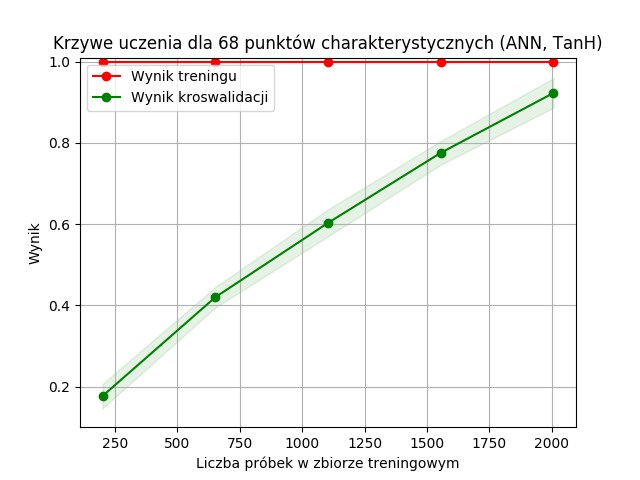 Krzywe uczenia dla 68 punktów charakterystycznych (ANN, TanH)
1.0
Wynik treningu
Wynik kroswalidacji
0.8
0.6
0.4
0.2
Wynik
250
500
750
1000
1250
1500
1750
2000
Liczba próbek w zbiorze treningowym